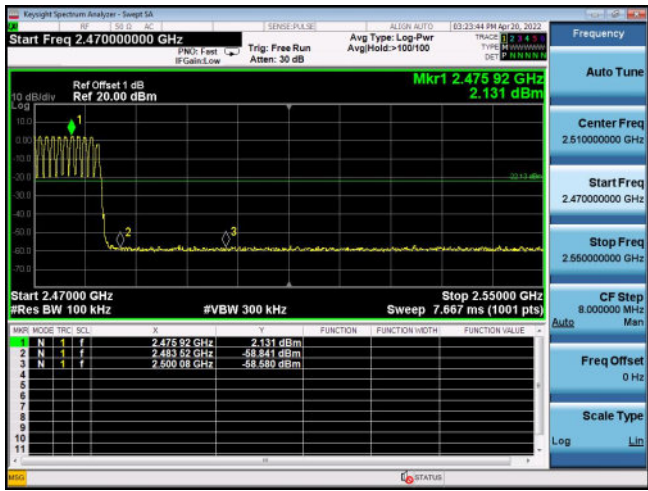 Keysight Spectrum Analyzer - Swept SA
RF 50 Ω AC SENSE:PULSE ALIGN AUTO 03:23:44 PM Apr 20, 2022
Start Freq 2.470000000 GHz
PNO: Fast
IFGain:Low
Trig: Free Run
Atten: 30 dB
Avg Type: Log-Pwr
Avg|Hold:>100/100
TRACE 1 2 3 4 5 6
TYPE M WWWWW
DET P N N N N N
Frequency
Auto Tune
Center Freq
2.510000000 GHz
Start Freq
2.470000000 GHz
Stop Freq
2.550000000 GHz
CF Step
8.000000 MHz
Auto Man
Freq Offset
0 Hz
Scale Type
Log Lin
Mkr1 2.475 92 GHz
2.131 dBm
Ref Offset 1 dB
10 dB/div Ref 20.00 dBm
Log
10.0
0.00
-10.0
-20.0
-30.0
-40.0
-50.0
-60.0
-70.0
1
2
3
Start 2.47000 GHz Stop 2.55000 GHz
#Res BW 100 kHz #VBW 300 kHz Sweep 7.667 ms (1001 pts)
MKR MODE TRC SCL X Y FUNCTION FUNCTION WIDTH FUNCTION VALUE
1 N 1 f 2.475 92 GHz 2.131 dBm
2 N 1 f 2.483 52 GHz -58.841 dBm
3 N 1 f 2.500 08 GHz -58.580 dBm
4
5
6
7
8
9
10
11
MSG STATUS